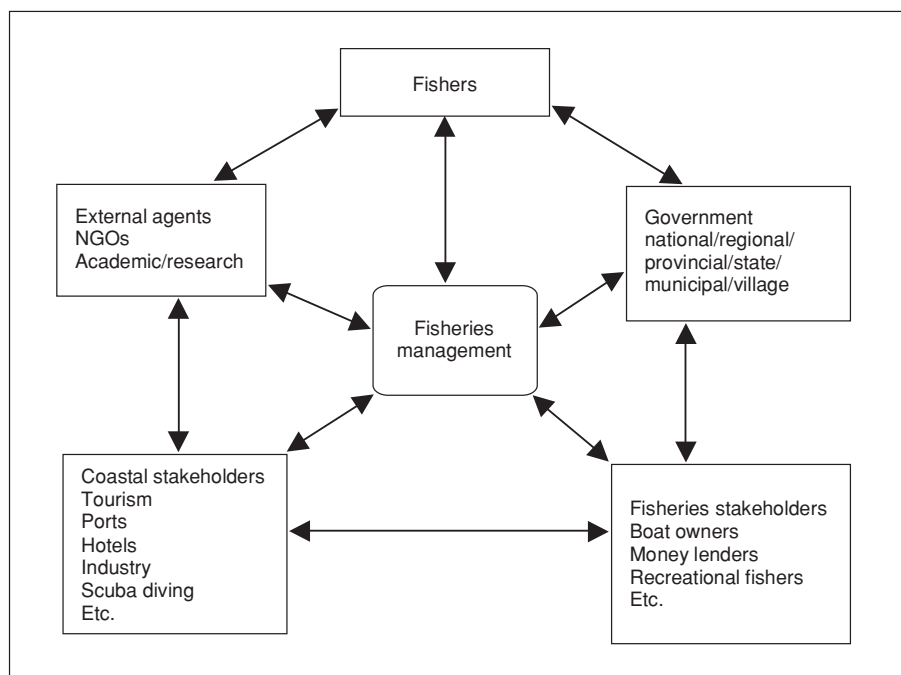 Fishers
External agents
NGOs
Academic/research
Government
national/regional/
provincial/state/
municipal/village
Fisheries
management
Coastal stakeholders
Tourism
Ports
Hotels
Industry
Scuba diving
Etc.
Fisheries stakeholders
Boat owners
Money lenders
Recreational fishers
Etc.